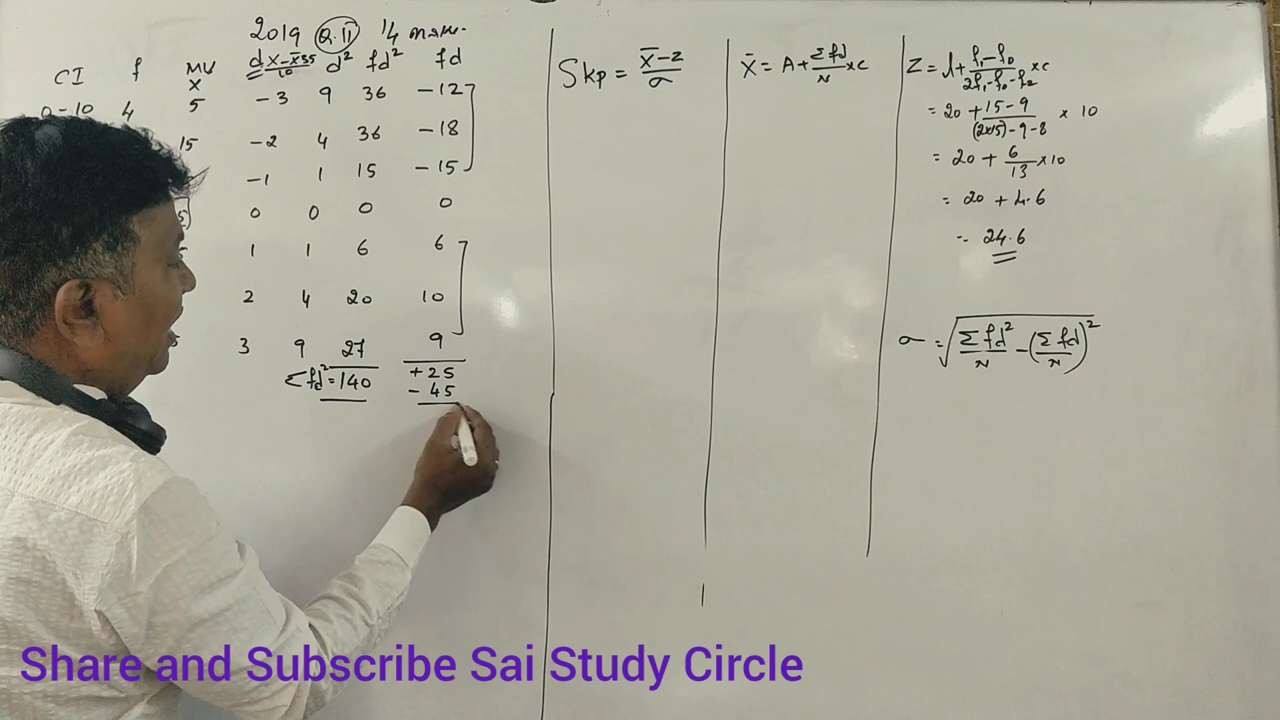 2019 Q.II 14 mark.
CI f MV X d X-X̄35/10 d² fd² fd
0-10 4 5 -3 9 36 -12
15 -2 4 36 -18
-1 1 15 -15
0 0 0 0
1 1 6 6
2 4 20 10
3 9 27 9
Σfd²=140 +25
-45
Skp = x̄-z/σ
x̄ = A+Σfd/N×c
Z = l+f₁-f₀/2f₁-f₀-f₂×c
= 20+15-9/(2×15)-9-8 × 10
= 20 + 6/13×10
= 20 + 4.6
= 24.6
σ = √Σfd²/N-(Σfd/N)²
Share and Subscribe Sai Study Circle